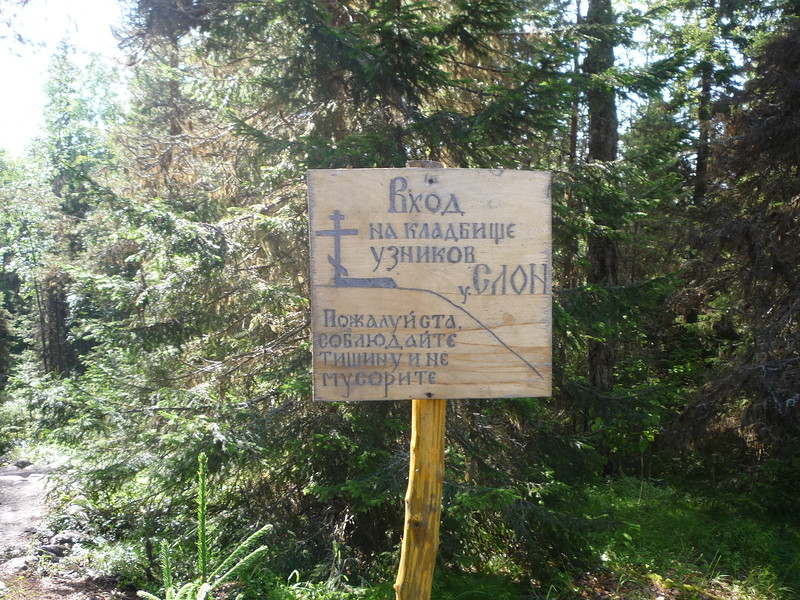 Вход
на кладбище
узников
у.СЛОН
Пожалуйста,
соблюдайте
тишину и не
мусорите